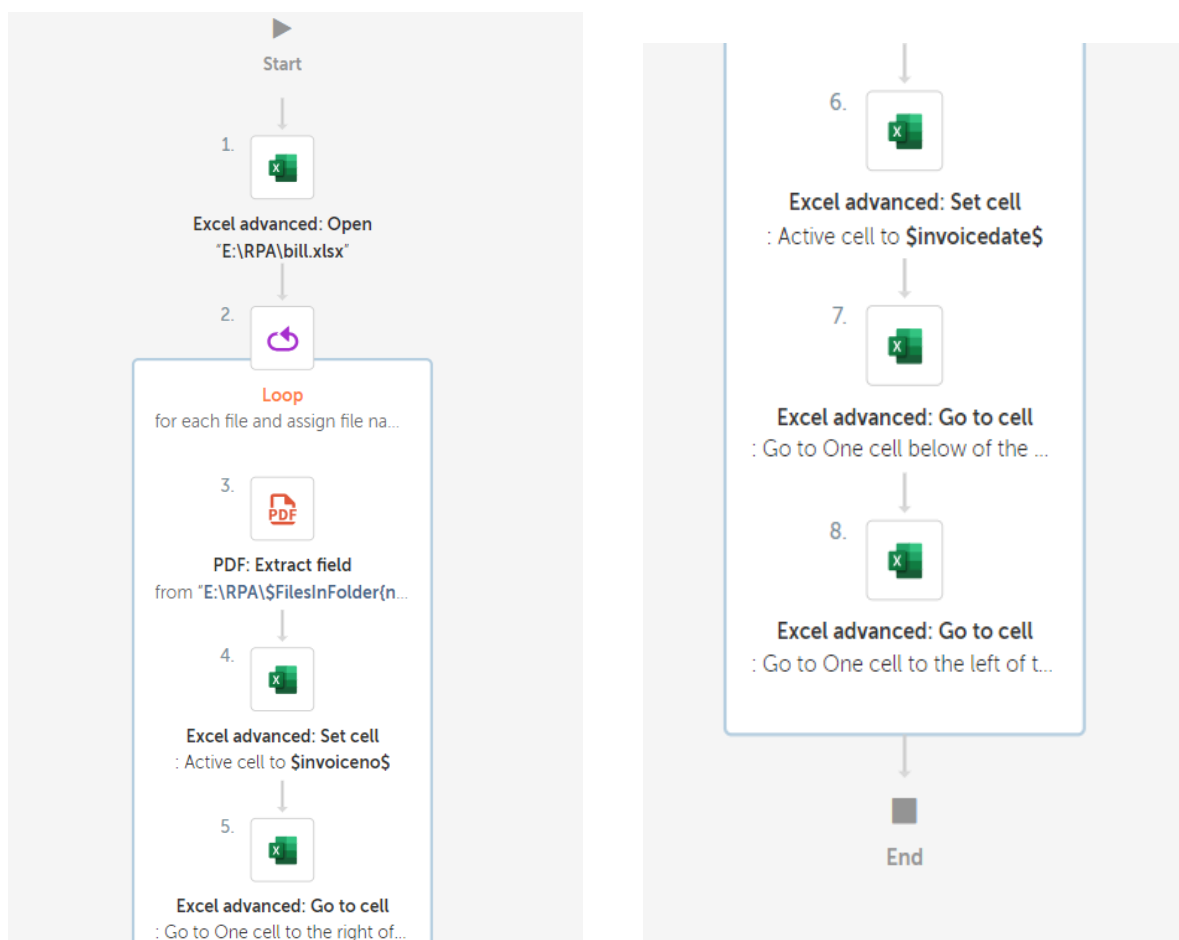 Start
1.
Excel advanced: Open
"E:\RPA\bill.xlsx"
2.
Loop
for each file and assign file na...
3.
PDF
PDF: Extract field
from "E:\RPA\$FilesInFolder{n...
4.
Excel advanced: Set cell
: Active cell to $invoiceno$
5.
Excel advanced: Go to cell
: Go to One cell to the right of...
6.
Excel advanced: Set cell
: Active cell to $invoicedate$
7.
Excel advanced: Go to cell
: Go to One cell below of the ...
8.
Excel advanced: Go to cell
: Go to One cell to the left of t...
End